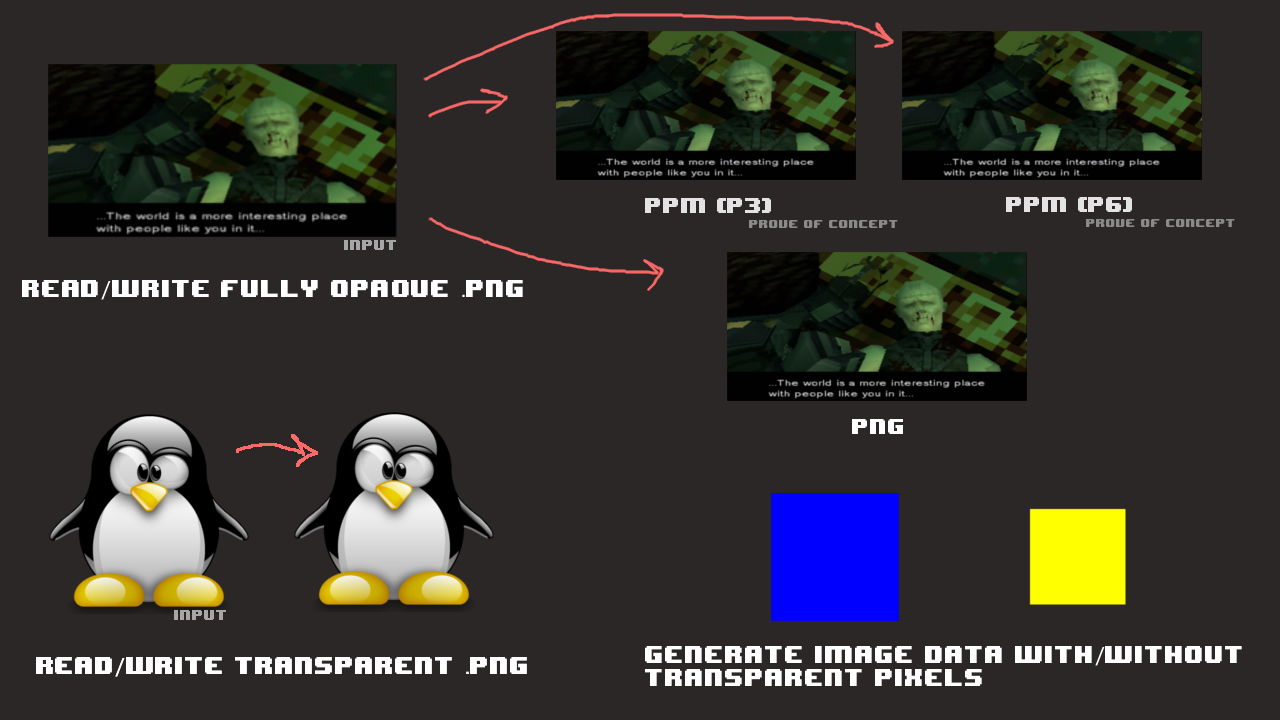 ...The world is a more interesting place
with people like you in it...
INPUT
READ/WRITE FULLY OPAQUE .PNG
...The world is a more interesting place
with people like you in it...
PPM (P3)
PROVE OF CONCEPT
...The world is a more interesting place
with people like you in it...
PPM (P6)
PROVE OF CONCEPT
...The world is a more interesting place
with people like you in it...
PNG
INPUT
READ/WRITE TRANSPARENT .PNG
GENERATE IMAGE DATA WITH/WITHOUT
TRANSPARENT PIXELS